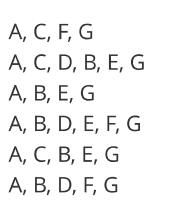 A, C, F, G
A, C, D, B, E, G
A, B, E, G
A, B, D, E, F, G
A, C, B, E, G
A, B, D, F, G